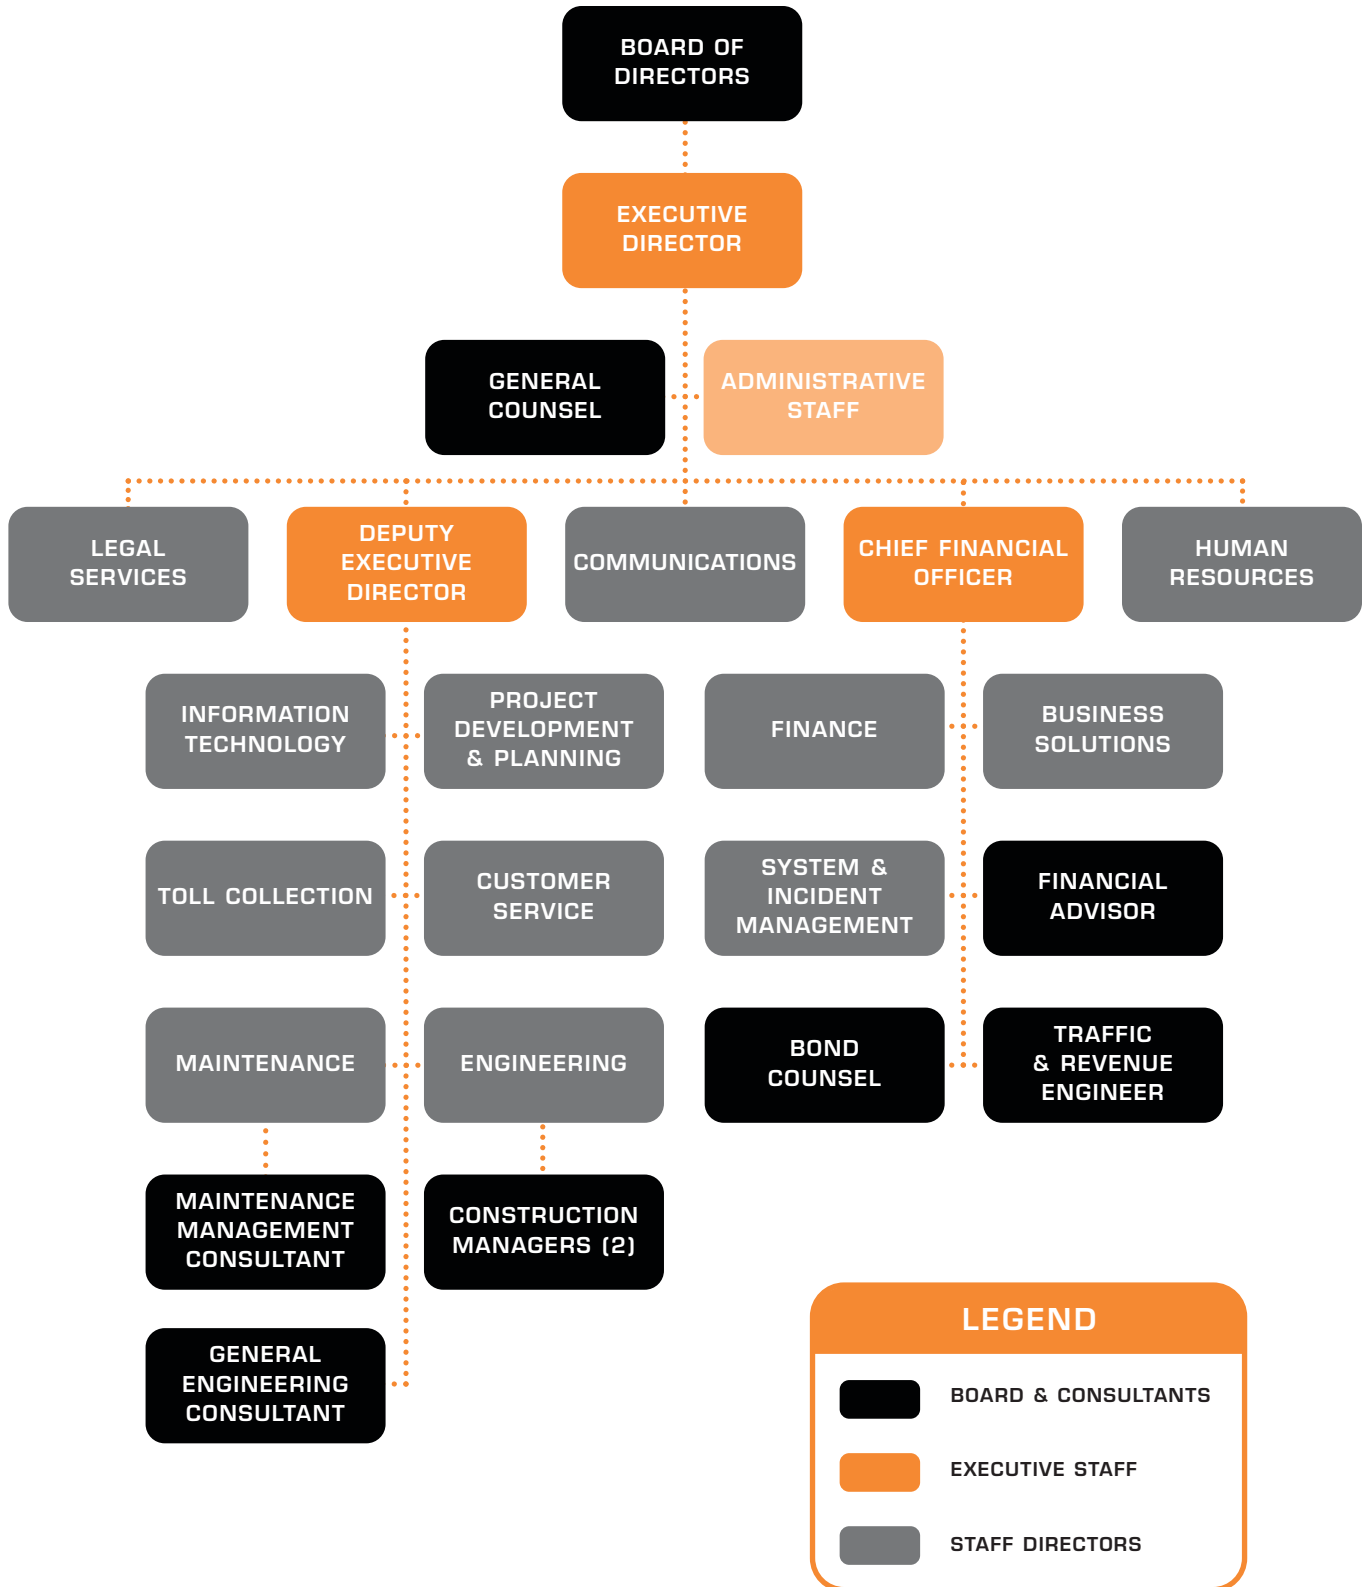 BOARD OF
DIRECTORS
EXECUTIVE
DIRECTOR
GENERAL
COUNSEL
ADMINISTRATIVE
STAFF
LEGAL
SERVICES
DEPUTY
EXECUTIVE
DIRECTOR
COMMUNICATIONS
CHIEF FINANCIAL
OFFICER
HUMAN
RESOURCES
INFORMATION
TECHNOLOGY
PROJECT
DEVELOPMENT
& PLANNING
FINANCE
BUSINESS
SOLUTIONS
TOLL COLLECTION
CUSTOMER
SERVICE
SYSTEM &
INCIDENT
MANAGEMENT
FINANCIAL
ADVISOR
MAINTENANCE
ENGINEERING
BOND
COUNSEL
TRAFFIC
& REVENUE
ENGINEER
MAINTENANCE
MANAGEMENT
CONSULTANT
CONSTRUCTION
MANAGERS (2)
GENERAL
ENGINEERING
CONSULTANT
LEGEND
BOARD & CONSULTANTS
EXECUTIVE STAFF
STAFF DIRECTORS